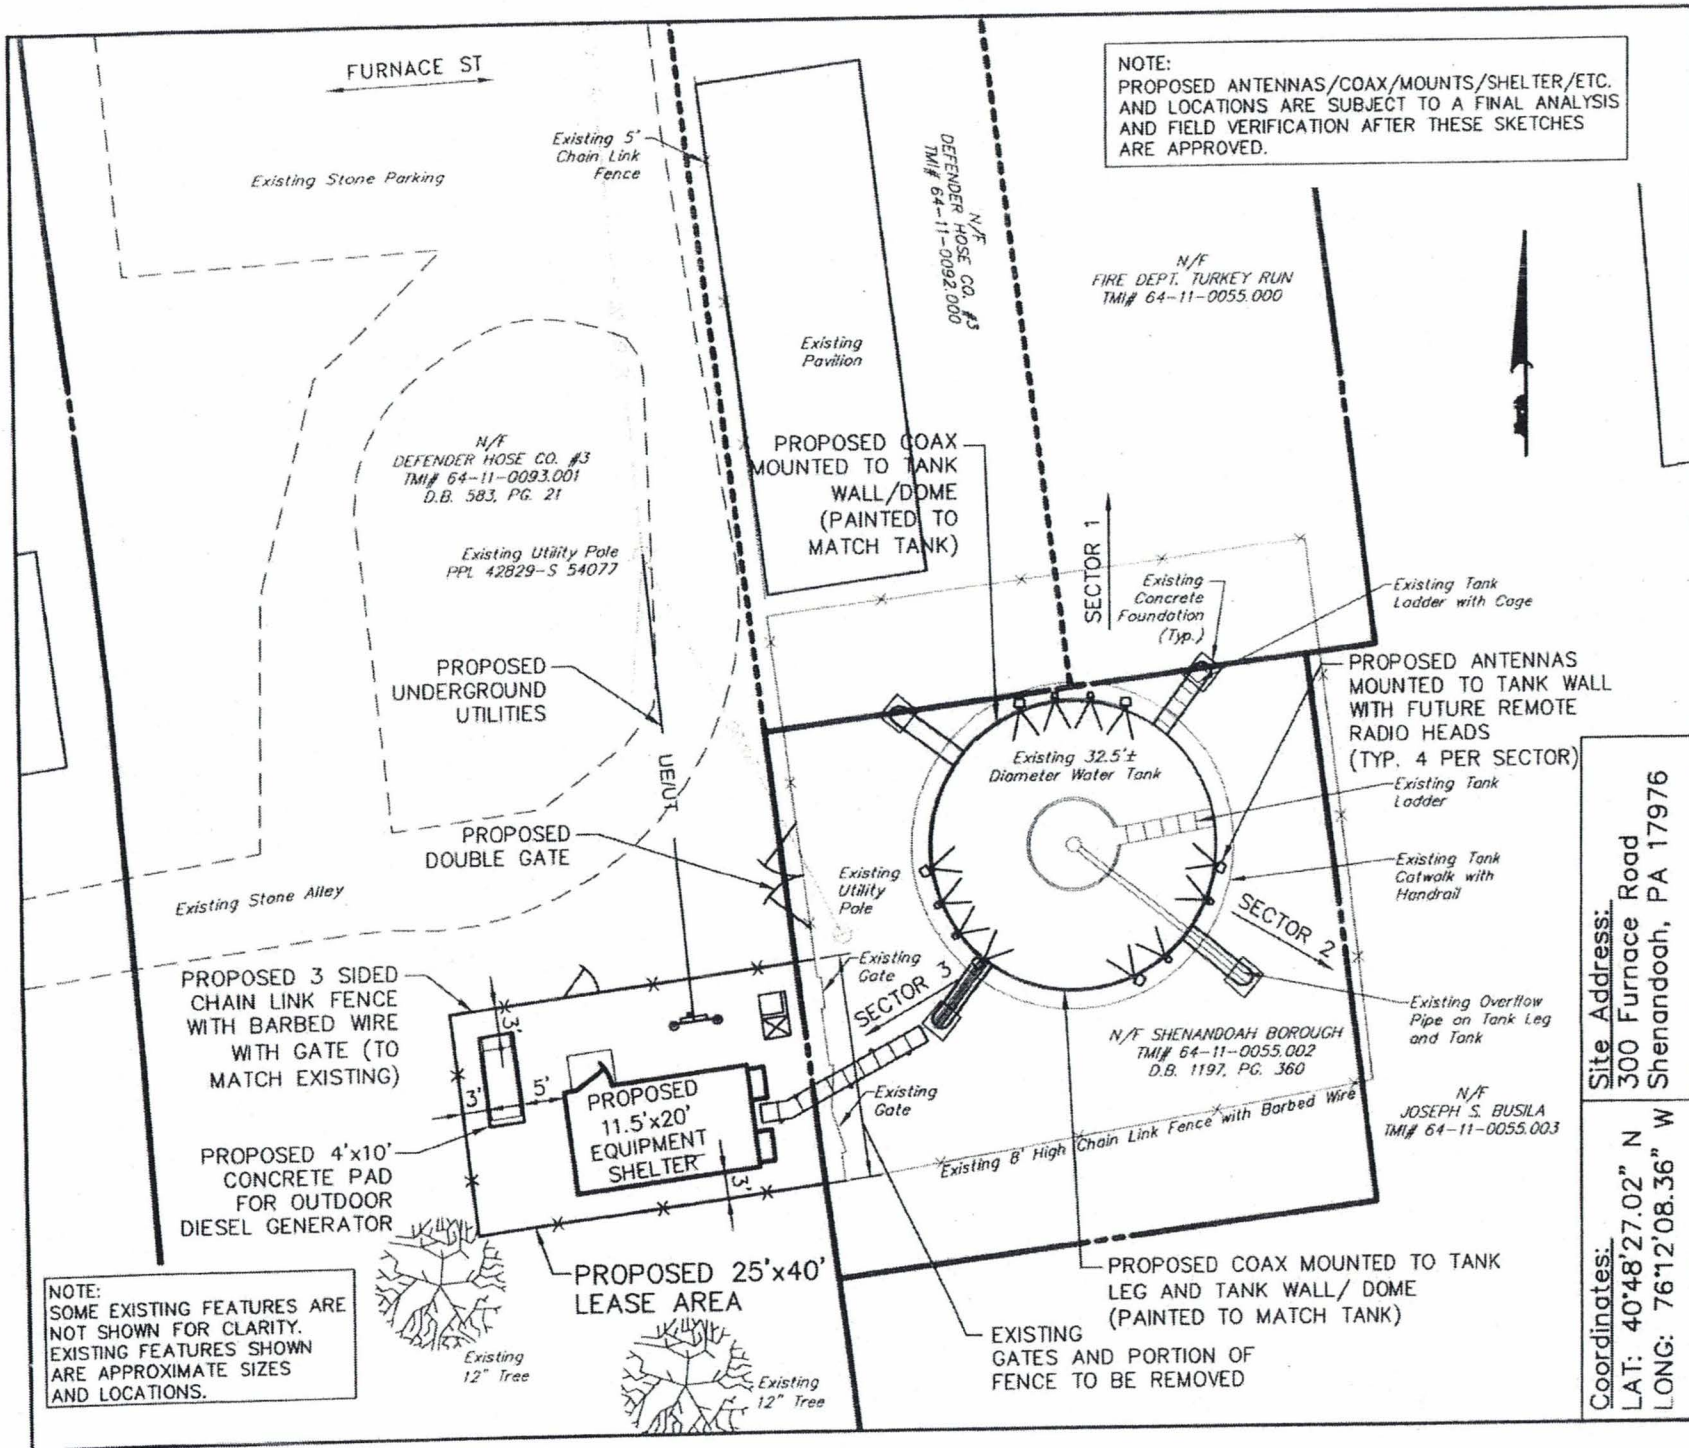 FURNACE ST
Existing 5'
Chain Link
Fence
Existing Stone Parking
NOTE:
PROPOSED ANTENNAS/COAX/MOUNTS/SHELTER/ETC.
AND LOCATIONS ARE SUBJECT TO A FINAL ANALYSIS
AND FIELD VERIFICATION AFTER THESE SKETCHES
ARE APPROVED.
N/F
DEFENDER HOSE CO. #3
TMI# 64-11-0092.000
N/F
FIRE DEPT. TURKEY RUN
TMI# 64-11-0055.000
Existing
Pavilion
N/F
DEFENDER HOSE CO. #3
TMI# 64-11-0093.001
D.B. 583, PG. 21
PROPOSED COAX
MOUNTED TO TANK
WALL/DOME
(PAINTED TO
MATCH TANK)
SECTOR 1
Existing Utility Pole
PPL 42829-S 54077
Existing
Concrete
Foundation
(Typ.)
Existing Tank
Ladder with Cage
PROPOSED
UNDERGROUND
UTILITIES
UE/UT
PROPOSED ANTENNAS
MOUNTED TO TANK WALL
WITH FUTURE REMOTE
RADIO HEADS
(TYP. 4 PER SECTOR)
Existing 32.5'±
Diameter Water Tank
Existing Tank
Ladder
PROPOSED
DOUBLE GATE
Existing
Utility
Pole
Existing Tank
Catwalk with
Handrail
Existing Stone Alley
SECTOR 2
PROPOSED 3 SIDED
CHAIN LINK FENCE
WITH BARBED WIRE
WITH GATE (TO
MATCH EXISTING)
Existing
Gate
SECTOR 3
Existing Overflow
Pipe on Tank Leg
and Tank
N/F SHENANDOAH BOROUGH
TMI# 64-11-0055.002
D.B. 1197, PG. 360
3'
3'
5'
PROPOSED
11.5'x20'
EQUIPMENT
SHELTER
3'
Existing
Gate
Existing 8' High Chain Link Fence with Barbed Wire
N/F
JOSEPH S. BUSILA
TMI# 64-11-0055.003
PROPOSED 4'x10'
CONCRETE PAD
FOR OUTDOOR
DIESEL GENERATOR
PROPOSED 25'x40'
LEASE AREA
PROPOSED COAX MOUNTED TO TANK
LEG AND TANK WALL/ DOME
(PAINTED TO MATCH TANK)
EXISTING
GATES AND PORTION OF
FENCE TO BE REMOVED
NOTE:
SOME EXISTING FEATURES ARE
NOT SHOWN FOR CLARITY.
EXISTING FEATURES SHOWN
ARE APPROXIMATE SIZES
AND LOCATIONS.
Existing
12" Tree
Existing
12" Tree
Site Address:
300 Furnace Road
Shenandoah, PA 17976
Coordinates:
LAT: 40°48'27.02" N
LONG: 76°12'08.36" W